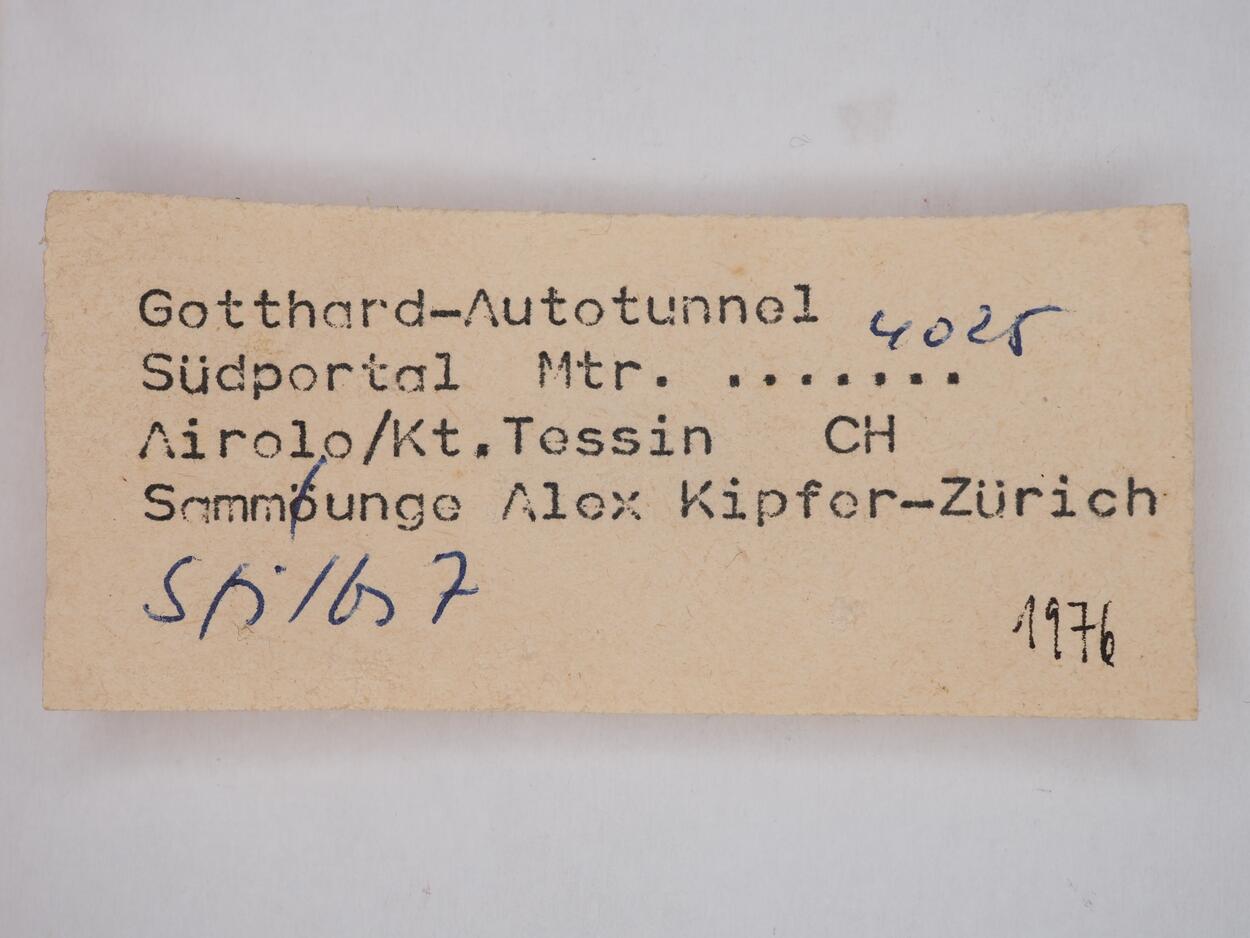 Gotthard-Autotunnel
4025
Südportal Mtr. .......
Airolo/Kt.Tessin CH
Sammlunge Alex Kipfer-Zürich
1976